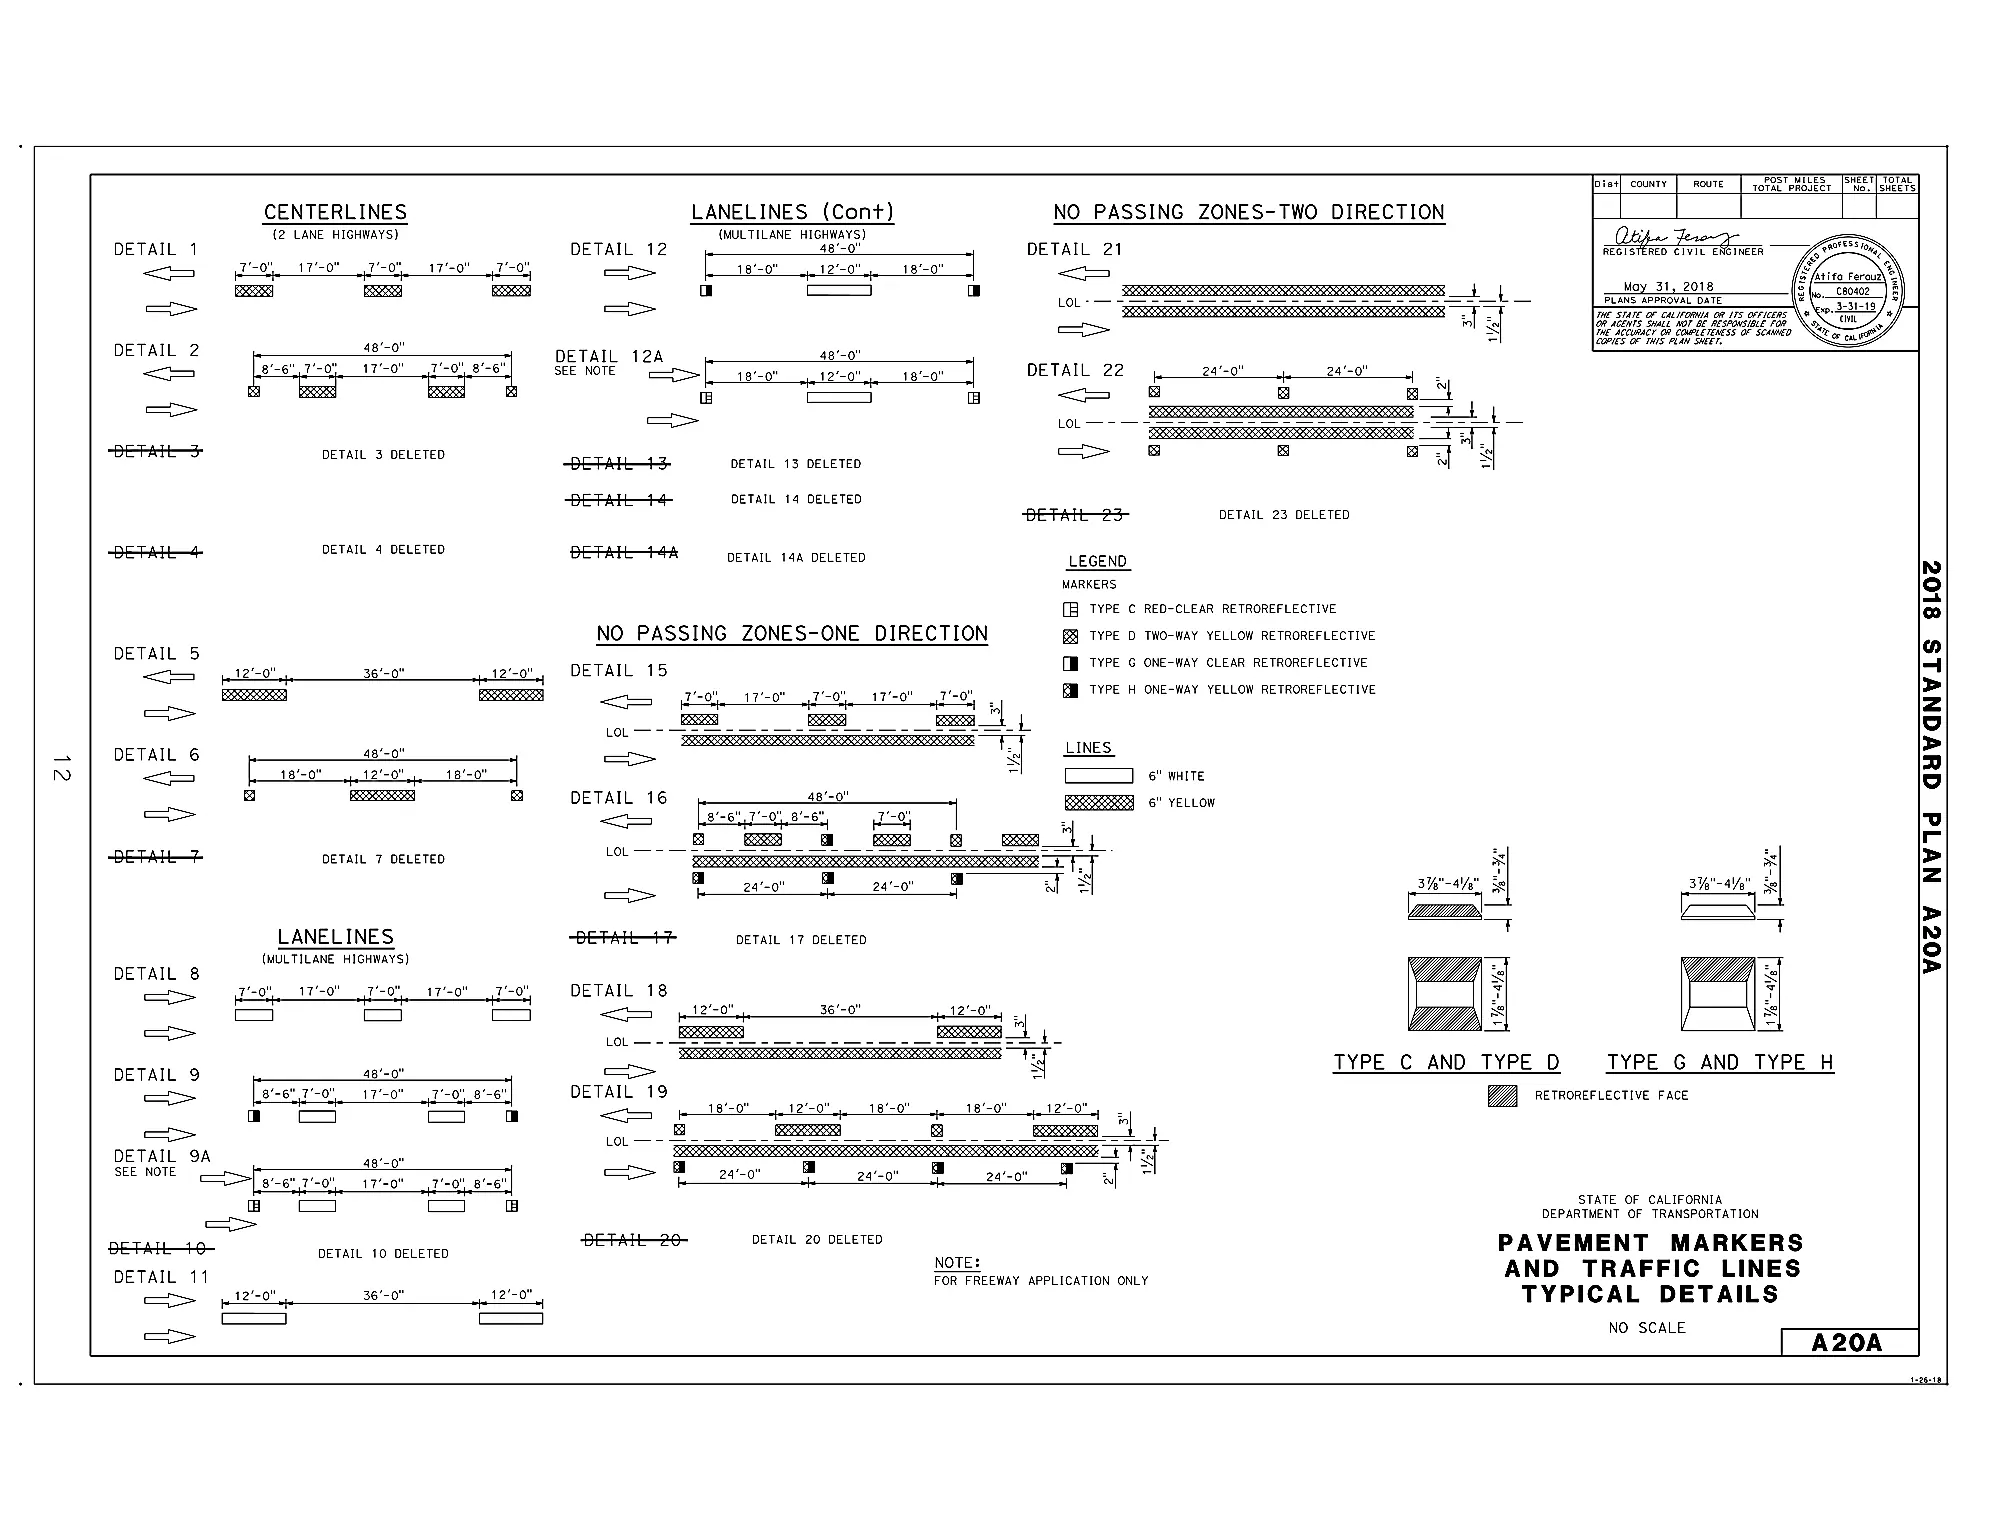 CENTERLINES
(2 LANE HIGHWAYS)
DETAIL 1
7'-0" 17'-0" 7'-0" 17'-0" 7'-0"
DETAIL 2
48'-0"
8'-6" 7'-0" 17'-0" 7'-0" 8'-6"
DETAIL 3
DETAIL 3 DELETED
DETAIL 4
DETAIL 4 DELETED
DETAIL 5
12'-0" 36'-0" 12'-0"
DETAIL 6
48'-0"
18'-0" 12'-0" 18'-0"
DETAIL 7
DETAIL 7 DELETED
LANELINES
(MULTILANE HIGHWAYS)
DETAIL 8
7'-0" 17'-0" 7'-0" 17'-0" 7'-0"
DETAIL 9
48'-0"
8'-6" 7'-0" 17'-0" 7'-0" 8'-6"
DETAIL 9A
SEE NOTE
48'-0"
8'-6" 7'-0" 17'-0" 7'-0" 8'-6"
DETAIL 10
DETAIL 10 DELETED
DETAIL 11
12'-0" 36'-0" 12'-0"
LANELINES (Cont)
(MULTILANE HIGHWAYS)
DETAIL 12
48'-0"
18'-0" 12'-0" 18'-0"
DETAIL 12A
SEE NOTE
48'-0"
18'-0" 12'-0" 18'-0"
DETAIL 13
DETAIL 13 DELETED
DETAIL 14
DETAIL 14 DELETED
DETAIL 14A
DETAIL 14A DELETED
NO PASSING ZONES-ONE DIRECTION
DETAIL 15
7'-0" 17'-0" 7'-0" 17'-0" 7'-0"
3"
LOL
1½"
DETAIL 16
48'-0"
8'-6" 7'-0" 8'-6" 7'-0"
3"
LOL
24'-0" 24'-0"
2"
1½"
DETAIL 17
DETAIL 17 DELETED
DETAIL 18
12'-0" 36'-0" 12'-0"
3"
LOL
1½"
DETAIL 19
18'-0" 12'-0" 18'-0" 18'-0" 12'-0"
3"
LOL
24'-0" 24'-0" 24'-0"
2"
1½"
DETAIL 20
DETAIL 20 DELETED
NOTE:
FOR FREEWAY APPLICATION ONLY
NO PASSING ZONES-TWO DIRECTION
DETAIL 21
LOL
3"
1½"
DETAIL 22
24'-0" 24'-0"
2"
LOL
3"
2"
1½"
DETAIL 23
DETAIL 23 DELETED
LEGEND
MARKERS
TYPE C RED-CLEAR RETROREFLECTIVE
TYPE D TWO-WAY YELLOW RETROREFLECTIVE
TYPE G ONE-WAY CLEAR RETROREFLECTIVE
TYPE H ONE-WAY YELLOW RETROREFLECTIVE
LINES
6" WHITE
6" YELLOW
3⅞"-4⅛"
⅜"-¾"
1⅞"-4⅛"
TYPE C AND TYPE D
3⅞"-4⅛"
⅜"-¾"
1⅞"-4⅛"
TYPE G AND TYPE H
RETROREFLECTIVE FACE
Dist COUNTY ROUTE POST MILES TOTAL PROJECT SHEET No. TOTAL SHEETS
Atifa Ferouz
REGISTERED CIVIL ENGINEER
May 31, 2018
PLANS APPROVAL DATE
THE STATE OF CALIFORNIA OR ITS OFFICERS
OR AGENTS SHALL NOT BE RESPONSIBLE FOR
THE ACCURACY OR COMPLETENESS OF SCANNED
COPIES OF THIS PLAN SHEET.
REGISTERED PROFESSIONAL ENGINEER
Atifa Ferouz
No. C80402
Exp. 3-31-19
CIVIL
STATE OF CALIFORNIA
STATE OF CALIFORNIA
DEPARTMENT OF TRANSPORTATION
PAVEMENT MARKERS
AND TRAFFIC LINES
TYPICAL DETAILS
NO SCALE
A20A
2018 STANDARD PLAN A20A
12
1-26-18